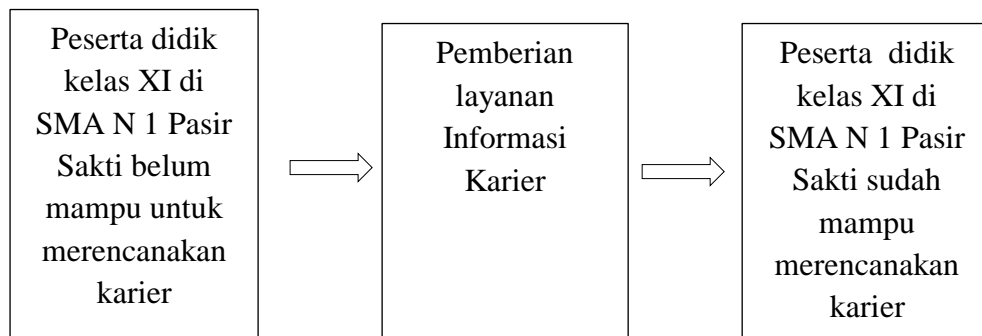 Peserta didik
kelas XI di
SMA N 1 Pasir
Sakti belum
mampu untuk
merencanakan
karier
Pemberian
layanan
Informasi
Karier
Peserta  didik
kelas XI di
SMA N 1 Pasir
Sakti sudah
mampu
merencanakan
karier